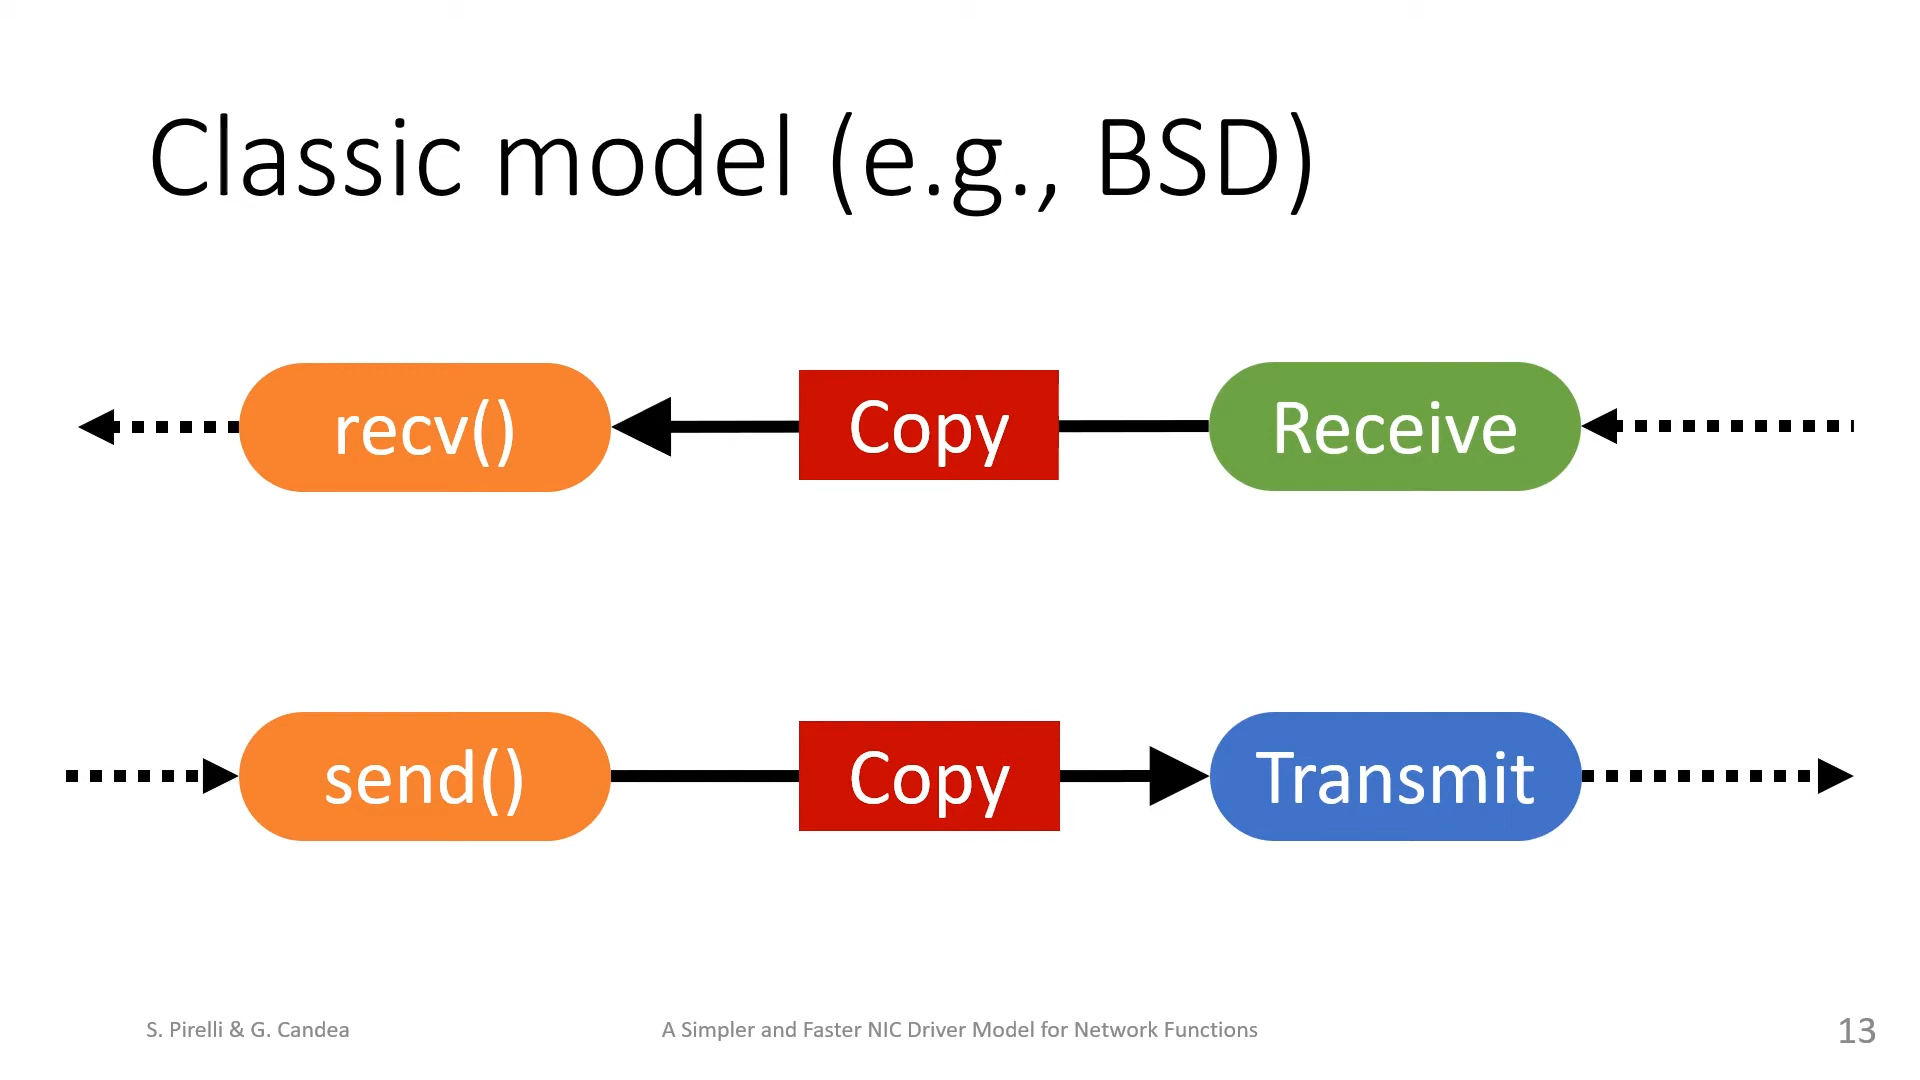 Classic model (e.g., BSD)
recv()
Copy
Receive
send()
Copy
Transmit
S. Pirelli & G. Candea
A Simpler and Faster NIC Driver Model for Network Functions
13